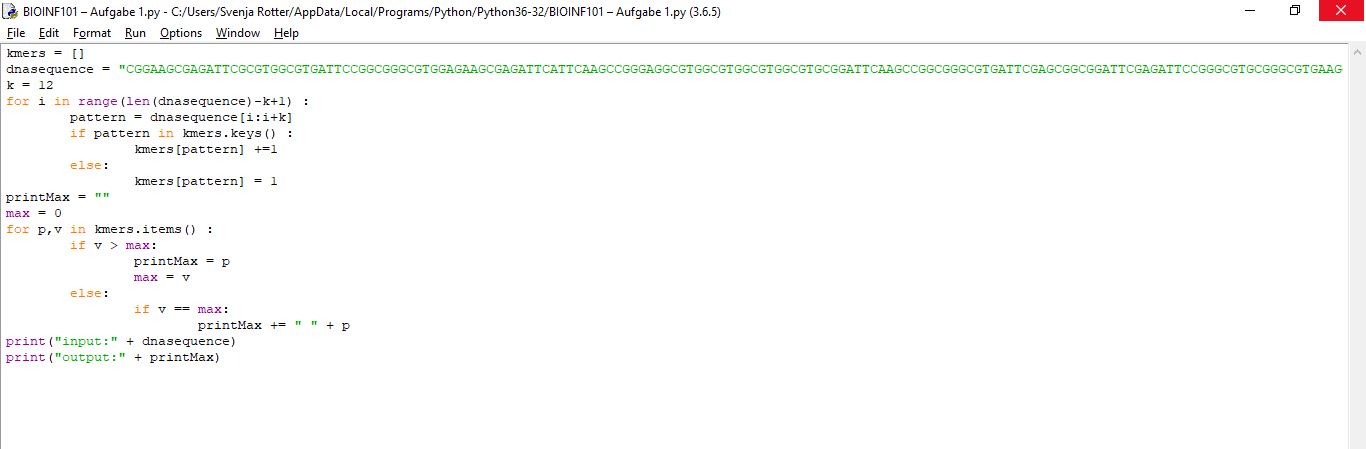 BIOINF101 – Aufgabe 1.py - C:/Users/Svenja Rotter/AppData/Local/Programs/Python/Python36-32/BIOINF101 – Aufgabe 1.py (3.6.5)
File Edit Format Run Options Window Help
kmers = []
dnasequence = "CGGAAGCGAGATTCGCGTGGCGTGATTCCGGCGGGCGTGGAGAAGCGAGATTCATTCAAGCCGGGAGGCGTGGCGTGGCGTGGCGTGCGGATTCAAGCCGGCGGGCGTGATTCGAGCGGCGGATTCGAGATTCCGGGCGTGCGGGCGTGAAG
k = 12
for i in range(len(dnasequence)-k+1) :
pattern = dnasequence[i:i+k]
if pattern in kmers.keys() :
kmers[pattern] +=1
else:
kmers[pattern] = 1
printMax = ""
max = 0
for p,v in kmers.items() :
if v > max:
printMax = p
max = v
else:
if v == max:
printMax += " " + p
print("input:" + dnasequence)
print("output:" + printMax)